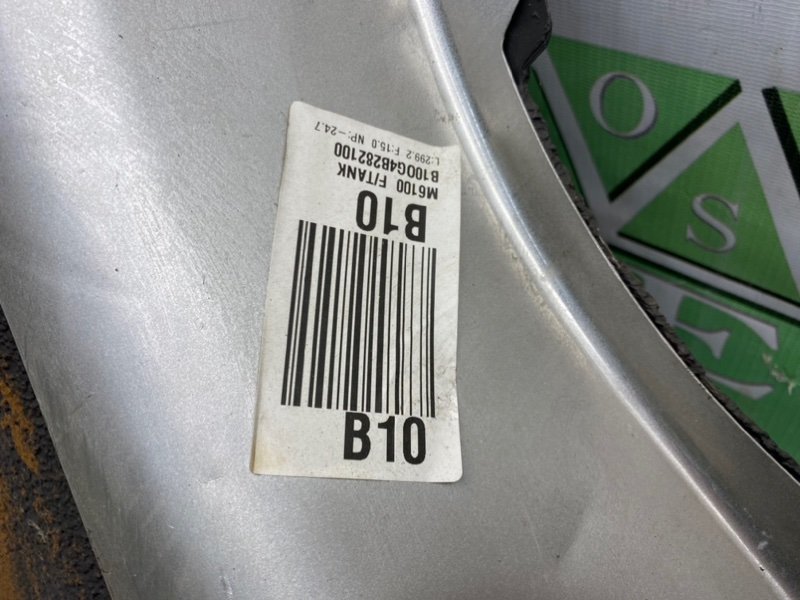 L:299.2 F:15.0 NP:-24.7
B100G4B282100
M6100 F/TANK
B10
B10
O
S
E